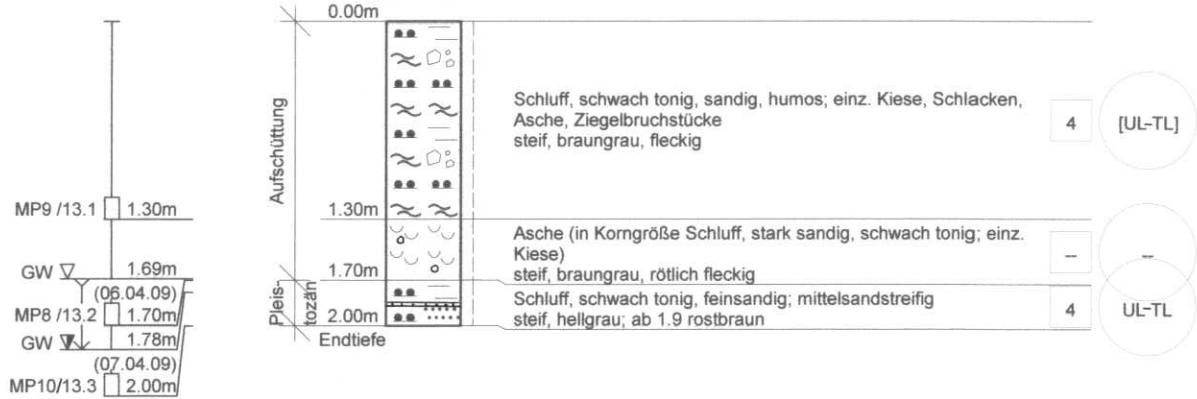 0.00m
Aufschüttung
Schluff, schwach tonig, sandig, humos; einz. Kiese, Schlacken,
Asche, Ziegelbruchstücke
steif, braungrau, fleckig
4
[UL-TL]
MP9 /13.1 1.30m
1.30m
Asche (in Korngröße Schluff, stark sandig, schwach tonig; einz.
Kiese)
steif, braungrau, rötlich fleckig
--
--
GW 1.69m
(06.04.09)
1.70m
Pleis-
tozän
MP8 /13.2 1.70m
Schluff, schwach tonig, feinsandig; mittelsandstreifig
steif, hellgrau; ab 1.9 rostbraun
4
UL-TL
2.00m
Endtiefe
GW 1.78m
(07.04.09)
MP10/13.3 2.00m